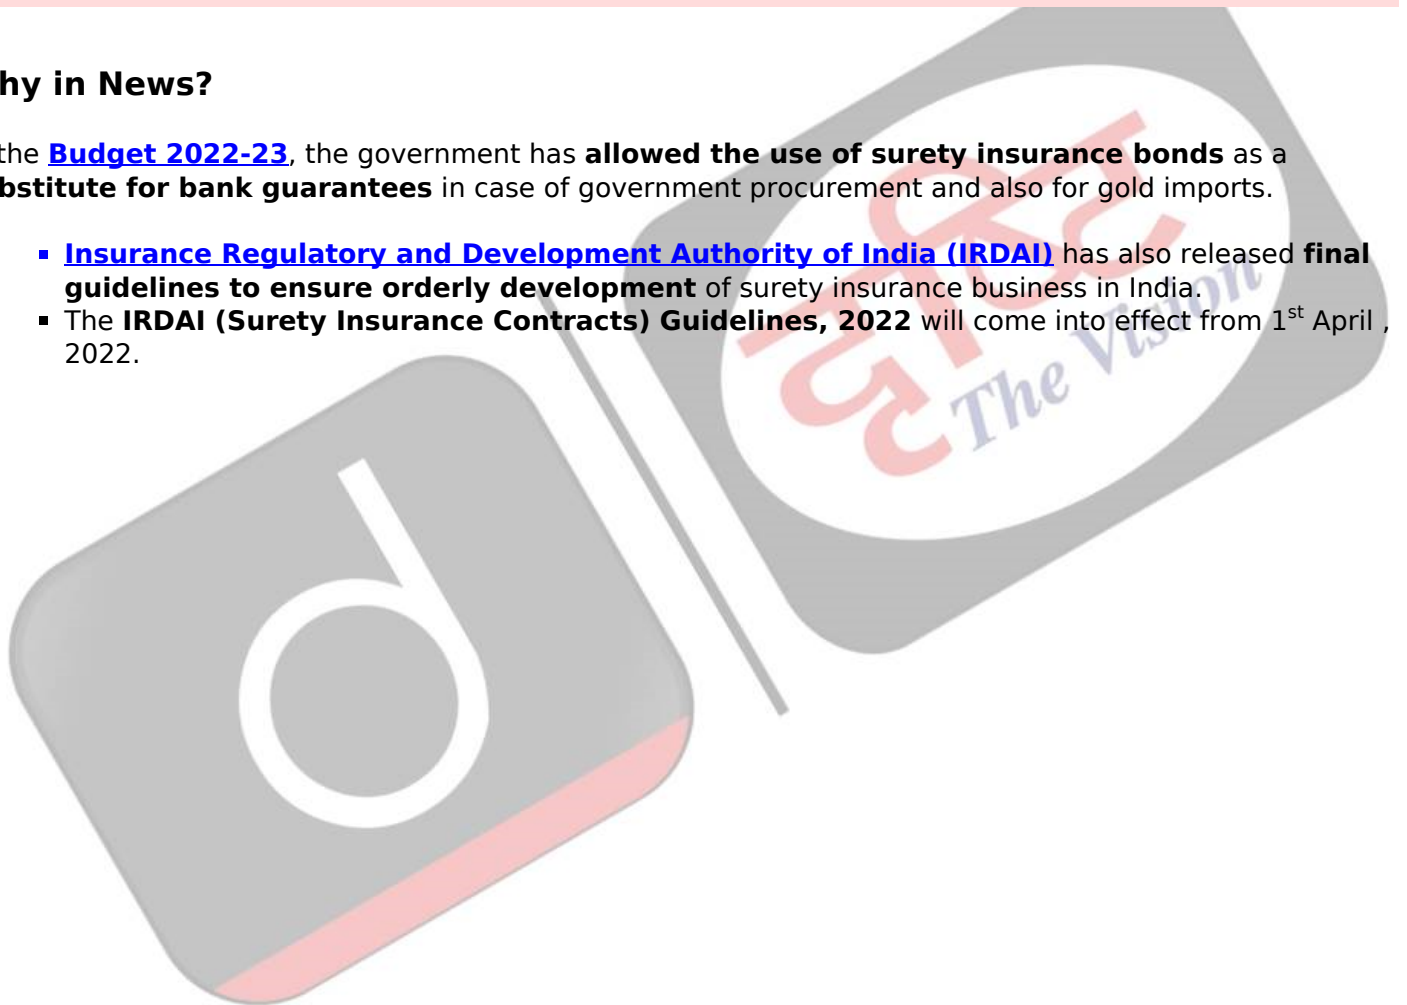 hy in News?
the Budget 2022-23, the government has allowed the use of surety insurance bonds as a
bstitute for bank guarantees in case of government procurement and also for gold imports.
Insurance Regulatory and Development Authority of India (IRDAI) has also released final
guidelines to ensure orderly development of surety insurance business in India.
The IRDAI (Surety Insurance Contracts) Guidelines, 2022 will come into effect from 1st April ,
2022.
दृष्टि
The Vision
d